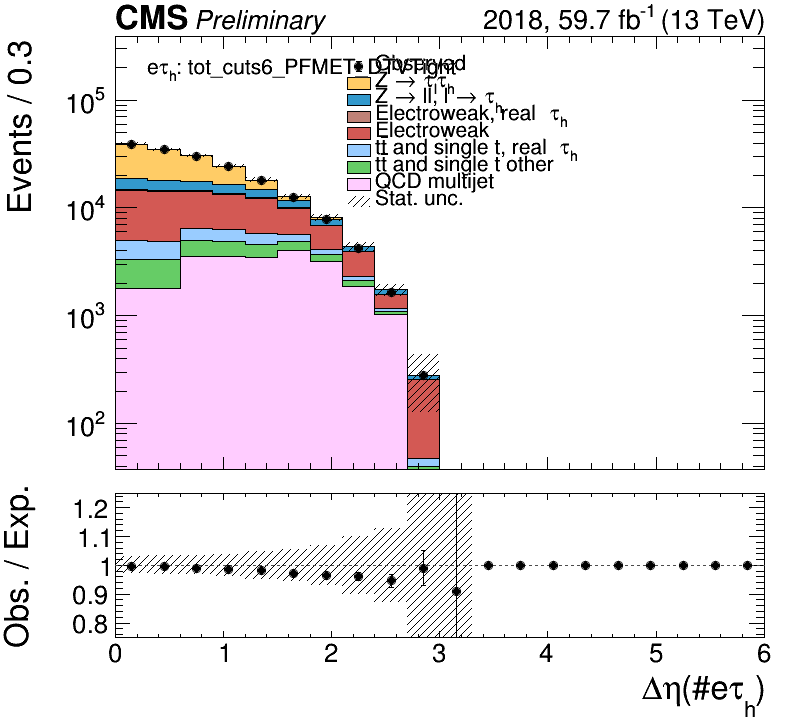 CMS Preliminary 2018, 59.7 fb⁻¹ (13 TeV)
Events / 0.3
10⁵
10⁴
10³
10²
eτₕ: tot_cuts6_PFMET
Observed
Z → τₗτₕ
Z → ll, l → τₕ
Electroweak, real τₕ
Electroweak
tt̄ and single t, real τₕ
tt̄ and single t other
QCD multijet
Stat. unc.
Obs. / Exp.
1.2
1.1
1
0.9
0.8
0 1 2 3 4 5 6
Δη(#eτₕ)